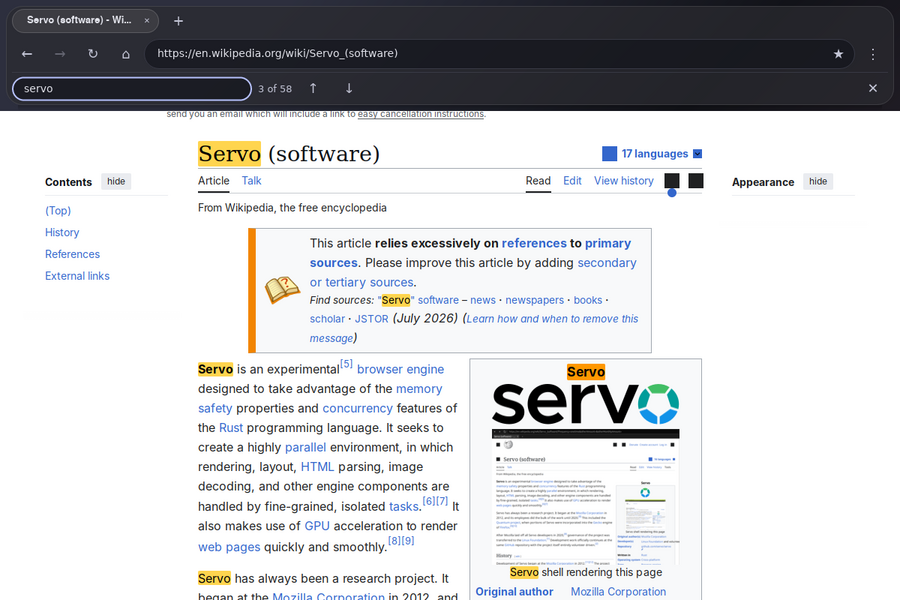 Servo (software) - Wi...
https://en.wikipedia.org/wiki/Servo_(software)
servo
3 of 58
send you an email which will include a link to easy cancellation instructions.
Servo (software)
17 languages
Contents hide
Article Talk
Read Edit View history
Appearance hide
From Wikipedia, the free encyclopedia
(Top)
History
References
External links
This article relies excessively on references to primary
sources. Please improve this article by adding secondary
or tertiary sources.
Find sources: "Servo" software – news · newspapers · books ·
scholar · JSTOR (July 2026) (Learn how and when to remove this
message)
Servo is an experimental[5] browser engine
designed to take advantage of the memory
safety properties and concurrency features of
the Rust programming language. It seeks to
create a highly parallel environment, in which
rendering, layout, HTML parsing, image
decoding, and other engine components are
handled by fine-grained, isolated tasks.[6][7] It
also makes use of GPU acceleration to render
web pages quickly and smoothly.[8][9]
Servo has always been a research project. It
began at the Mozilla Corporation in 2012, and
Servo
servo
Servo (software)
Servo shell rendering this page
Original author Mozilla Corporation